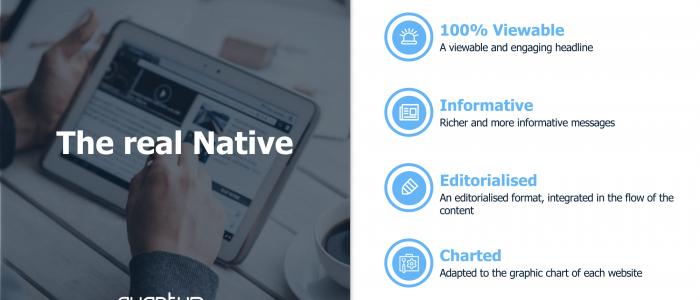 The real Native
100% Viewable
A viewable and engaging headline
Informative
Richer and more informative messages
Editorialised
An editorialised format, integrated in the flow of the
content
Charted
Adapted to the graphic chart of each website